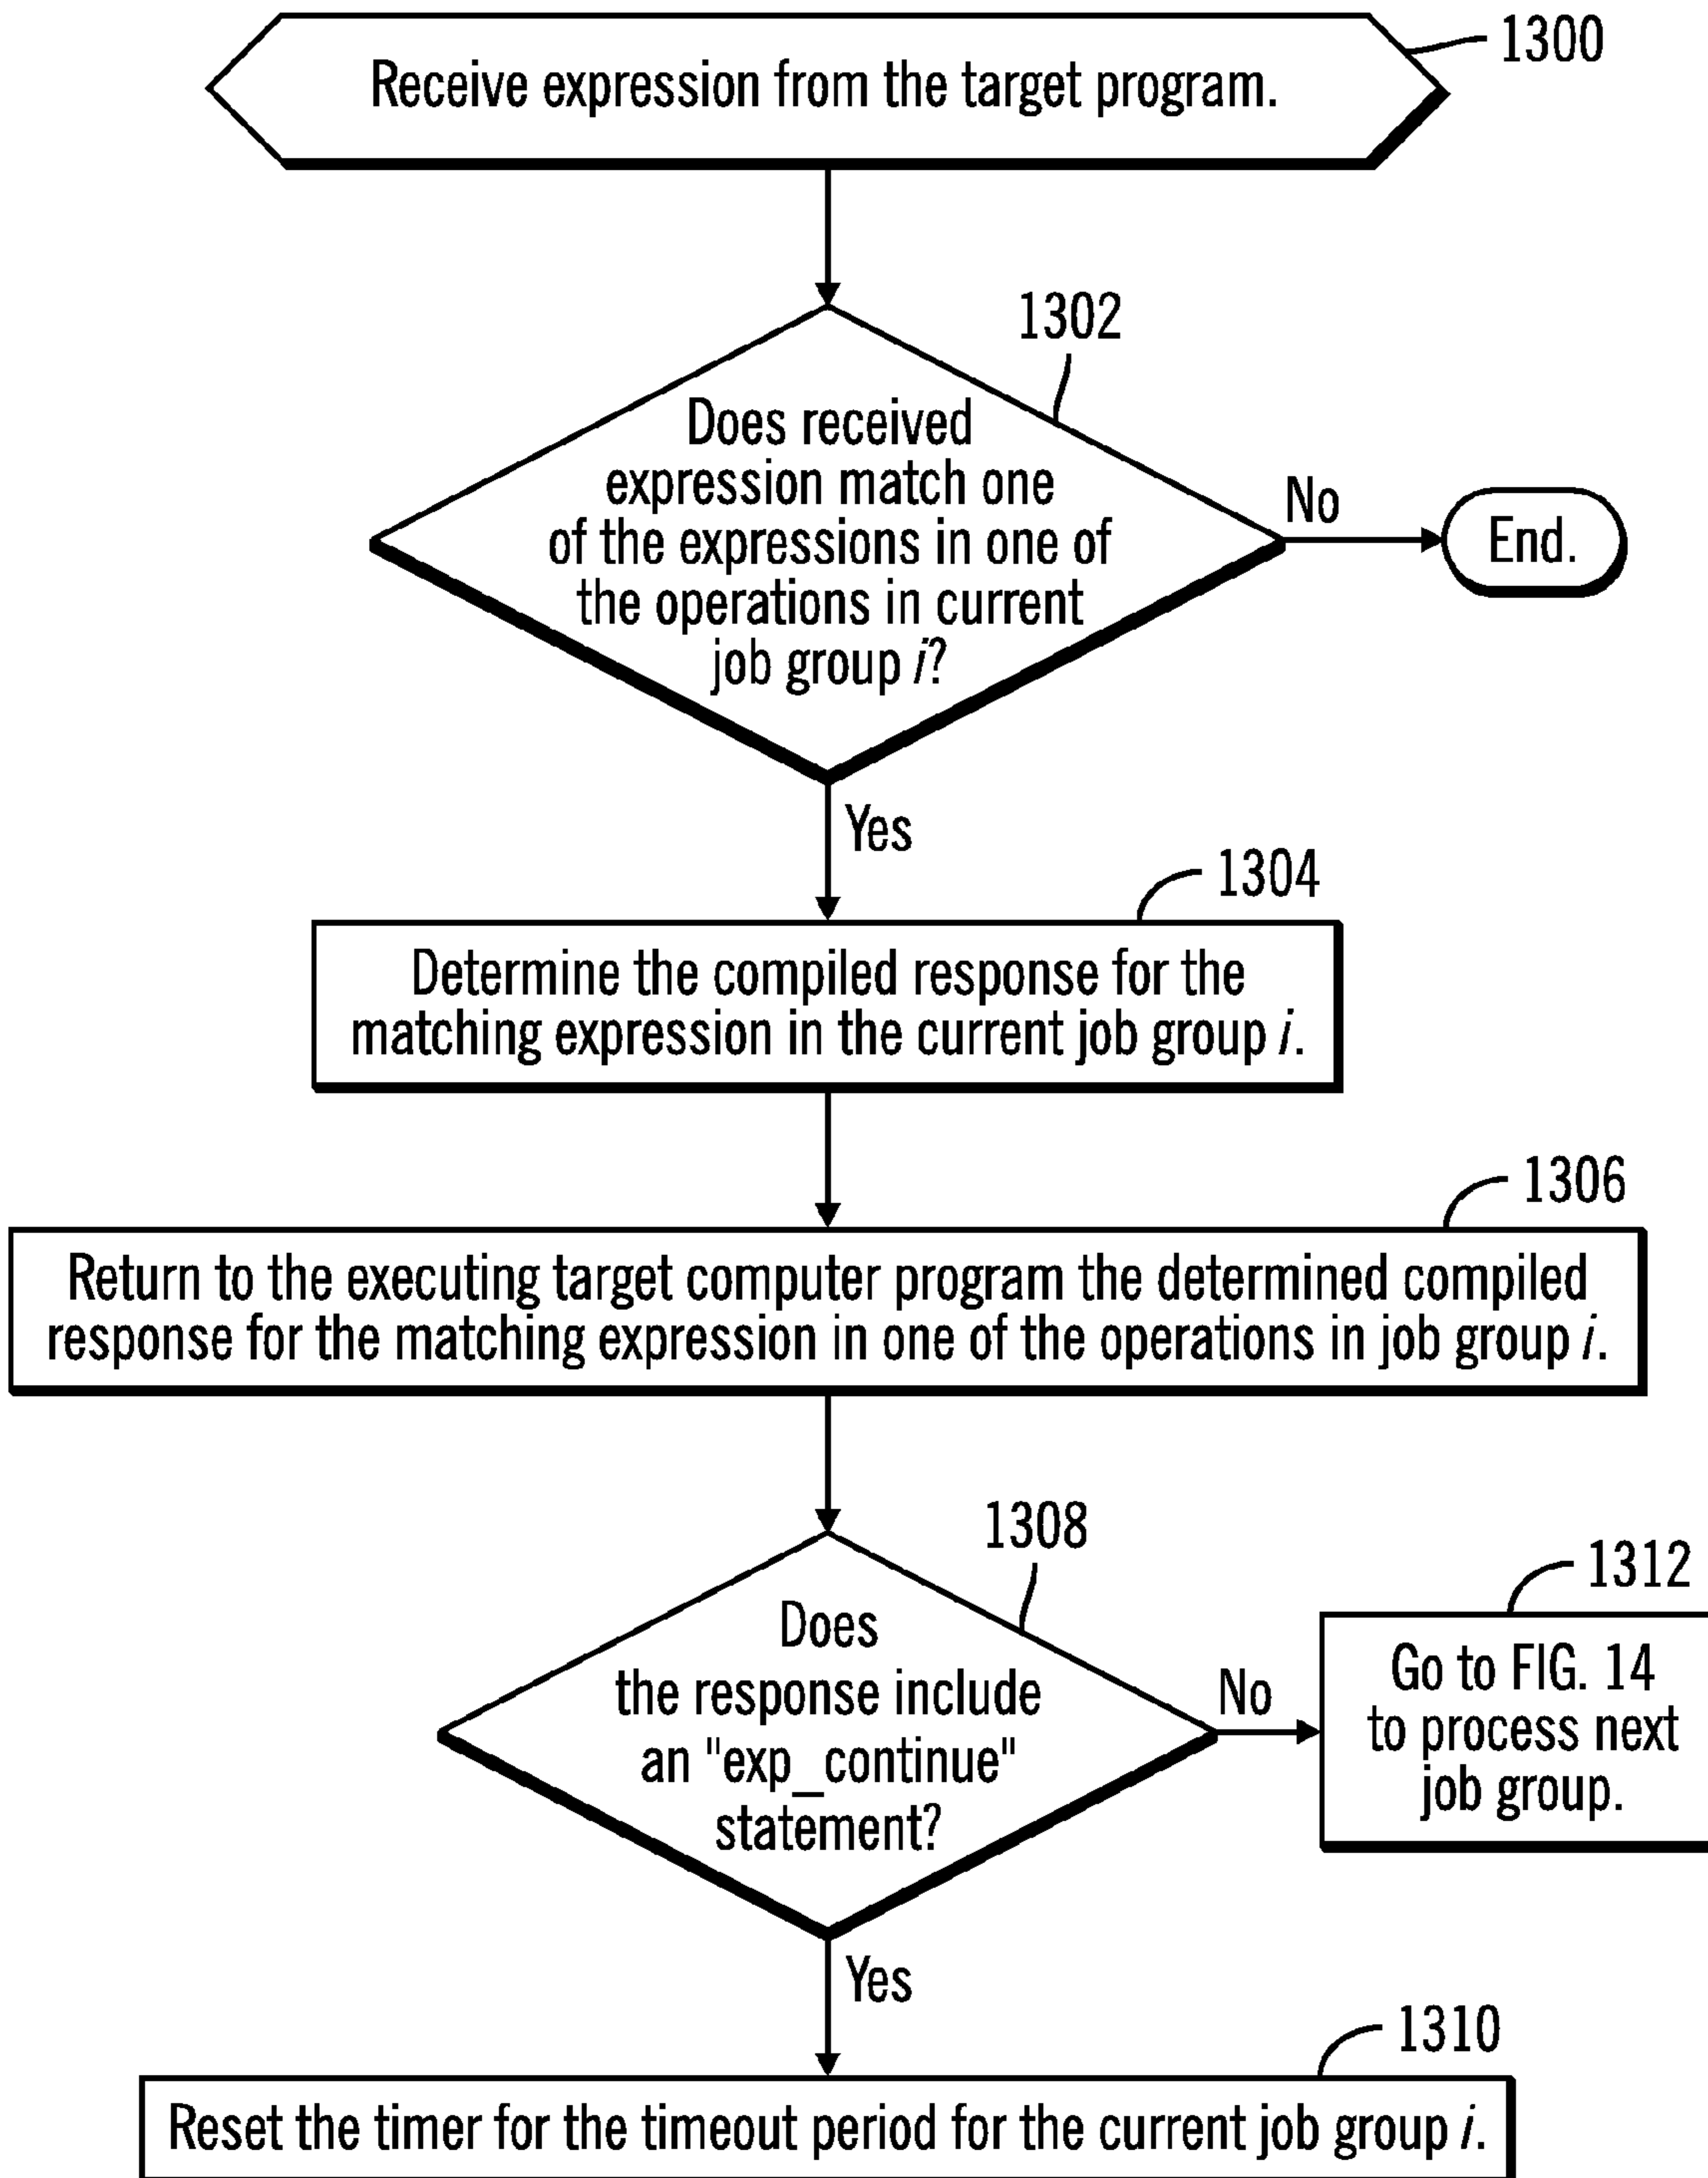 1300
Receive expression from the target program.
1302
Does received
expression match one
of the expressions in one of
the operations in current
job group i?
No
End.
Yes
1304
Determine the compiled response for the
matching expression in the current job group i.
1306
Return to the executing target computer program the determined compiled
response for the matching expression in one of the operations in job group i.
1308
Does
the response include
an "exp_continue"
statement?
No
1312
Go to FIG. 14
to process next
job group.
Yes
1310
Reset the timer for the timeout period for the current job group i.